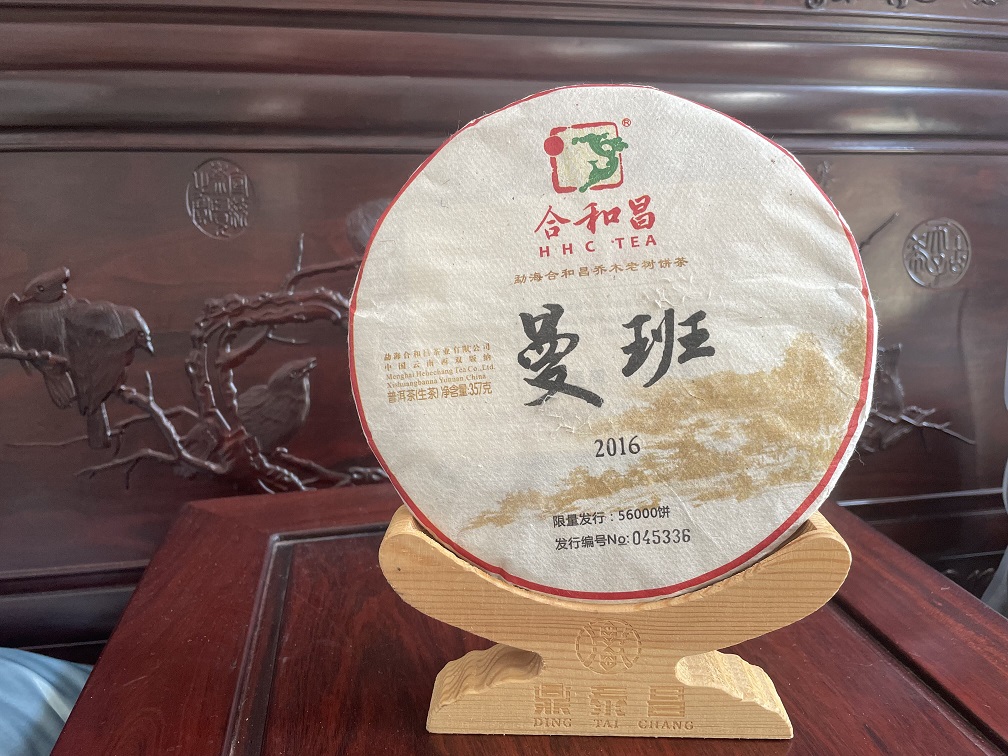 ®
合和昌
HHC TEA
勐海合和昌乔木老树饼茶
曼班
勐海合和昌茶业有限公司
中国云南西双版纳
Menghai Hehechang Tea Co.,Ltd.
Xishuangbanna Yunnan China
普洱茶(生茶) 净含量:357克
2016
限量发行：56000饼
发行编号No:045336
鼎泰昌
DING TAI CHANG